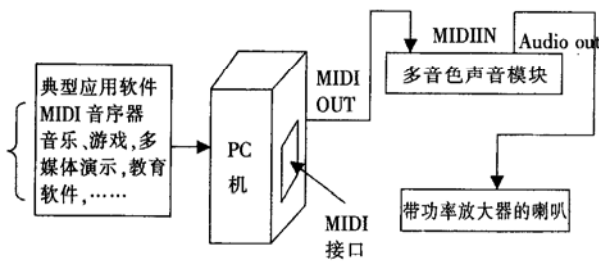 典型应用软件
MIDI 音序器
音乐、游戏,多
媒体演示,教育
软件,……
PC
机
MIDI
接口
MIDI
OUT
MIDIIN
Audio out
多音色声音模块
带功率放大器的喇叭